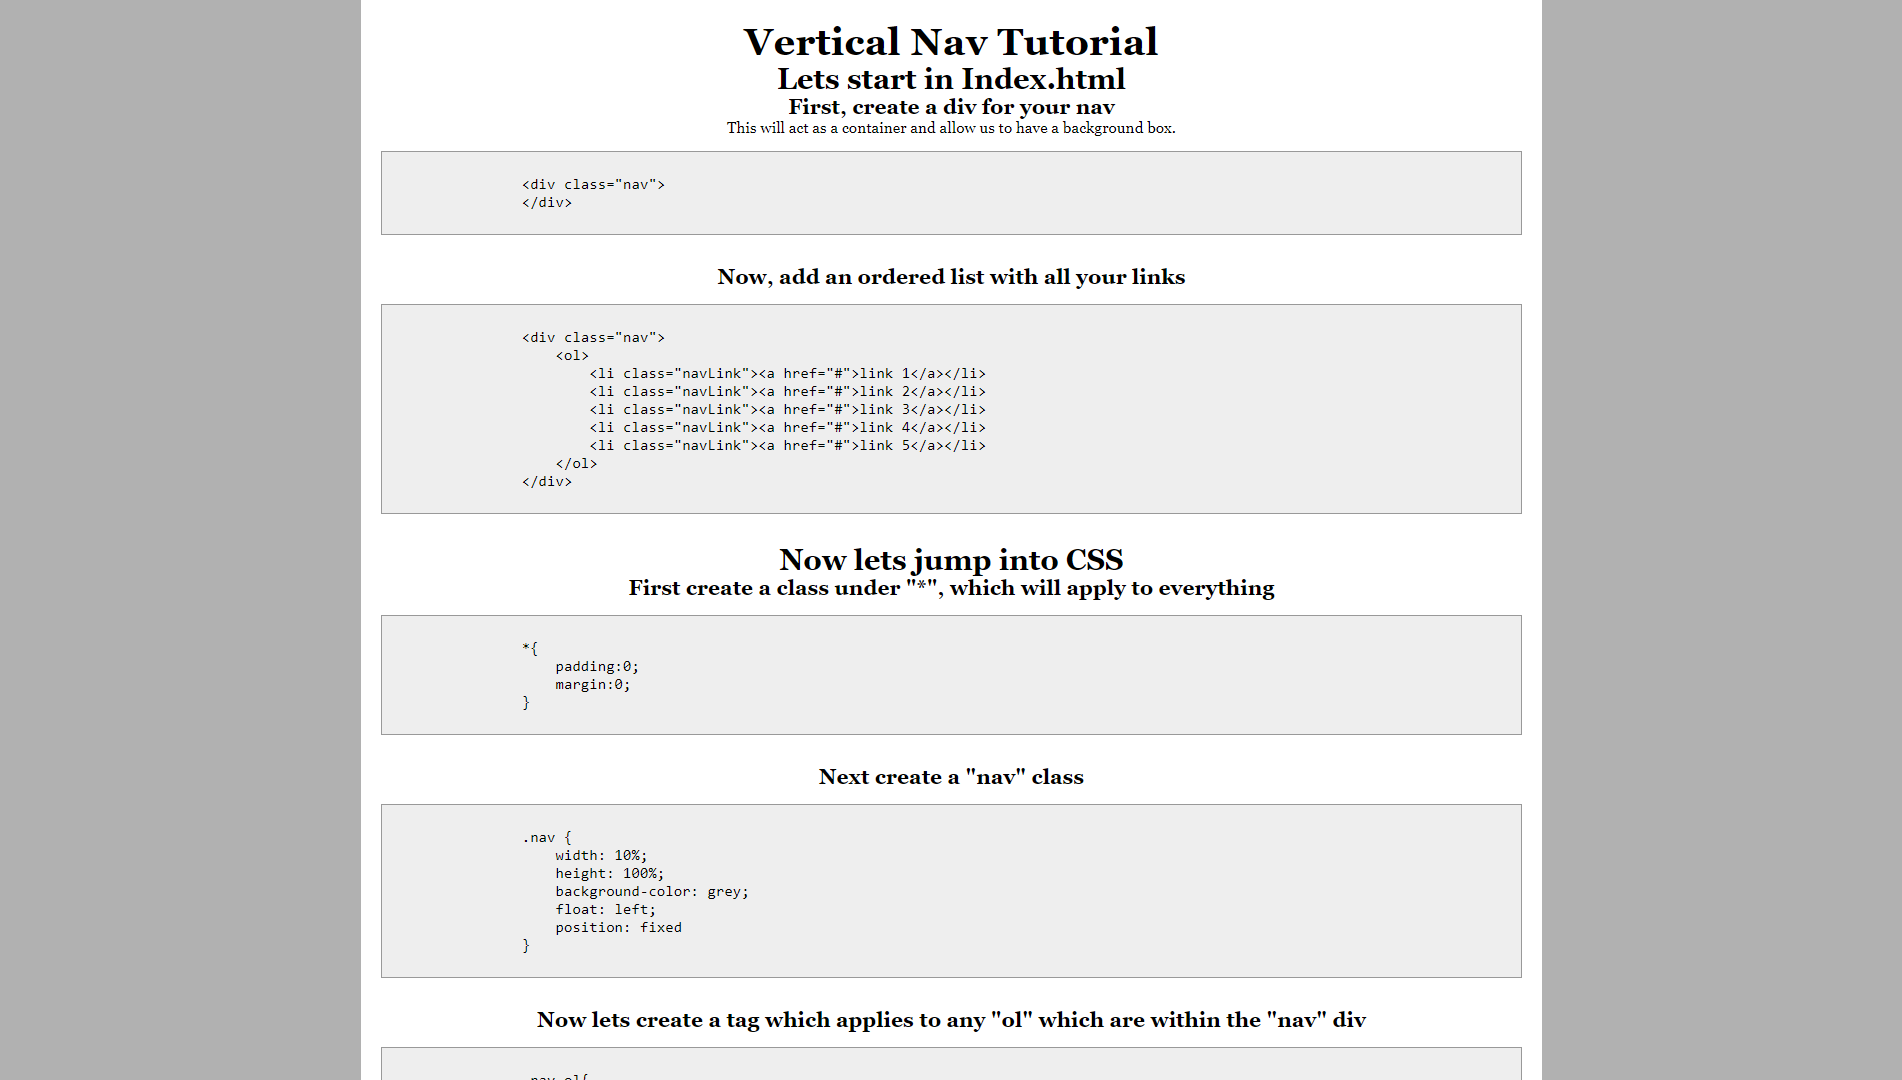 Vertical Nav Tutorial
Lets start in Index.html
First, create a div for your nav
This will act as a container and allow us to have a background box.
<div class="nav">
</div>
Now, add an ordered list with all your links
<div class="nav">
    <ol>
        <li class="navLink"><a href="#">link 1</a></li>
        <li class="navLink"><a href="#">link 2</a></li>
        <li class="navLink"><a href="#">link 3</a></li>
        <li class="navLink"><a href="#">link 4</a></li>
        <li class="navLink"><a href="#">link 5</a></li>
    </ol>
</div>
Now lets jump into CSS
First create a class under "*", which will apply to everything
*{
    padding:0;
    margin:0;
}
Next create a "nav" class
.nav {
    width: 10%;
    height: 100%;
    background-color: grey;
    float: left;
    position: fixed
}
Now lets create a tag which applies to any "ol" which are within the "nav" div
.nav ol{